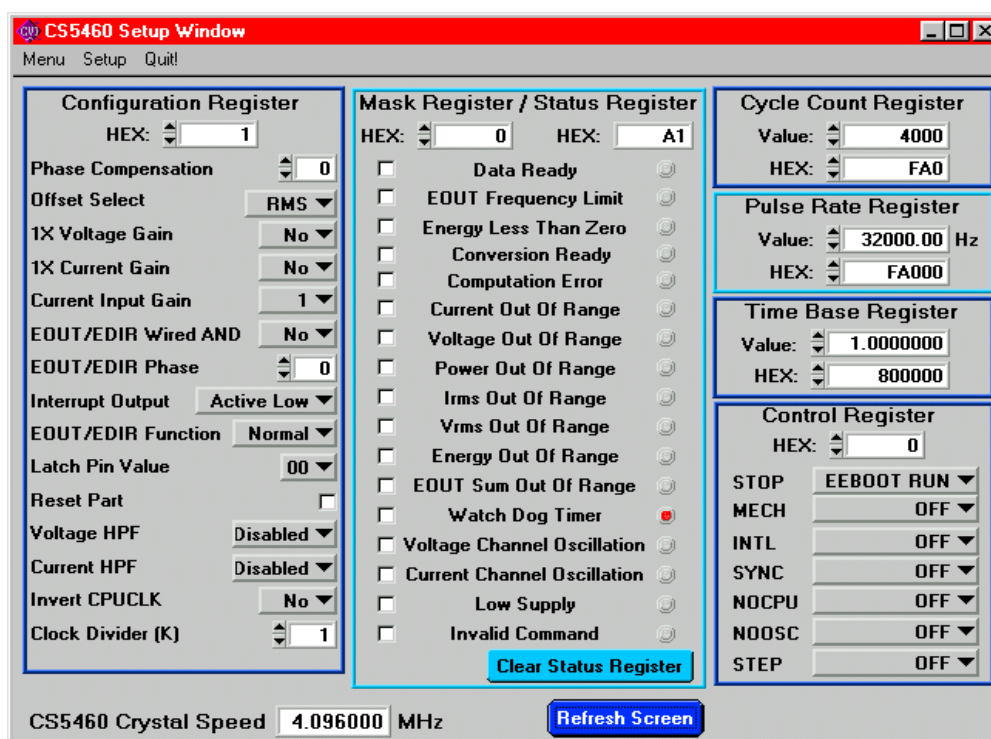 CVI CS5460 Setup Window
Menu Setup Quit!
Configuration Register
HEX: 1
Phase Compensation 0
Offset Select RMS
1X Voltage Gain No
1X Current Gain No
Current Input Gain 1
EOUT/EDIR Wired AND No
EOUT/EDIR Phase 0
Interrupt Output Active Low
EOUT/EDIR Function Normal
Latch Pin Value 00
Reset Part
Voltage HPF Disabled
Current HPF Disabled
Invert CPUCLK No
Clock Divider (K) 1
Mask Register / Status Register
HEX: 0 HEX: A1
Data Ready
EOUT Frequency Limit
Energy Less Than Zero
Conversion Ready
Computation Error
Current Out Of Range
Voltage Out Of Range
Power Out Of Range
Irms Out Of Range
Vrms Out Of Range
Energy Out Of Range
EOUT Sum Out Of Range
Watch Dog Timer
Voltage Channel Oscillation
Current Channel Oscillation
Low Supply
Invalid Command
Clear Status Register
Cycle Count Register
Value: 4000
HEX: FA0
Pulse Rate Register
Value: 32000.00 Hz
HEX: FA000
Time Base Register
Value: 1.0000000
HEX: 800000
Control Register
HEX: 0
STOP EEBOOT RUN
MECH OFF
INTL OFF
SYNC OFF
NOCPU OFF
NOOSC OFF
STEP OFF
CS5460 Crystal Speed 4.096000 MHz
Refresh Screen